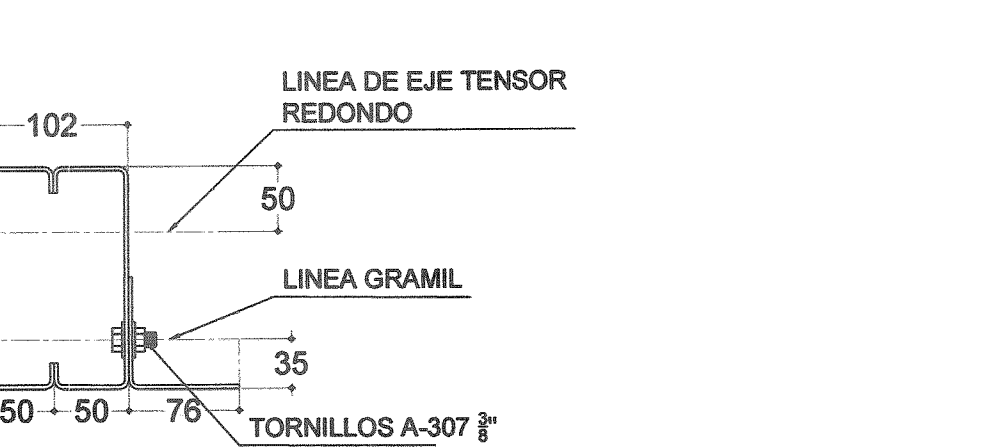 LINEA DE EJE TENSOR
REDONDO
102
50
LINEA GRAMIL
35
50 50 76
TORNILLOS A-307 3/8"